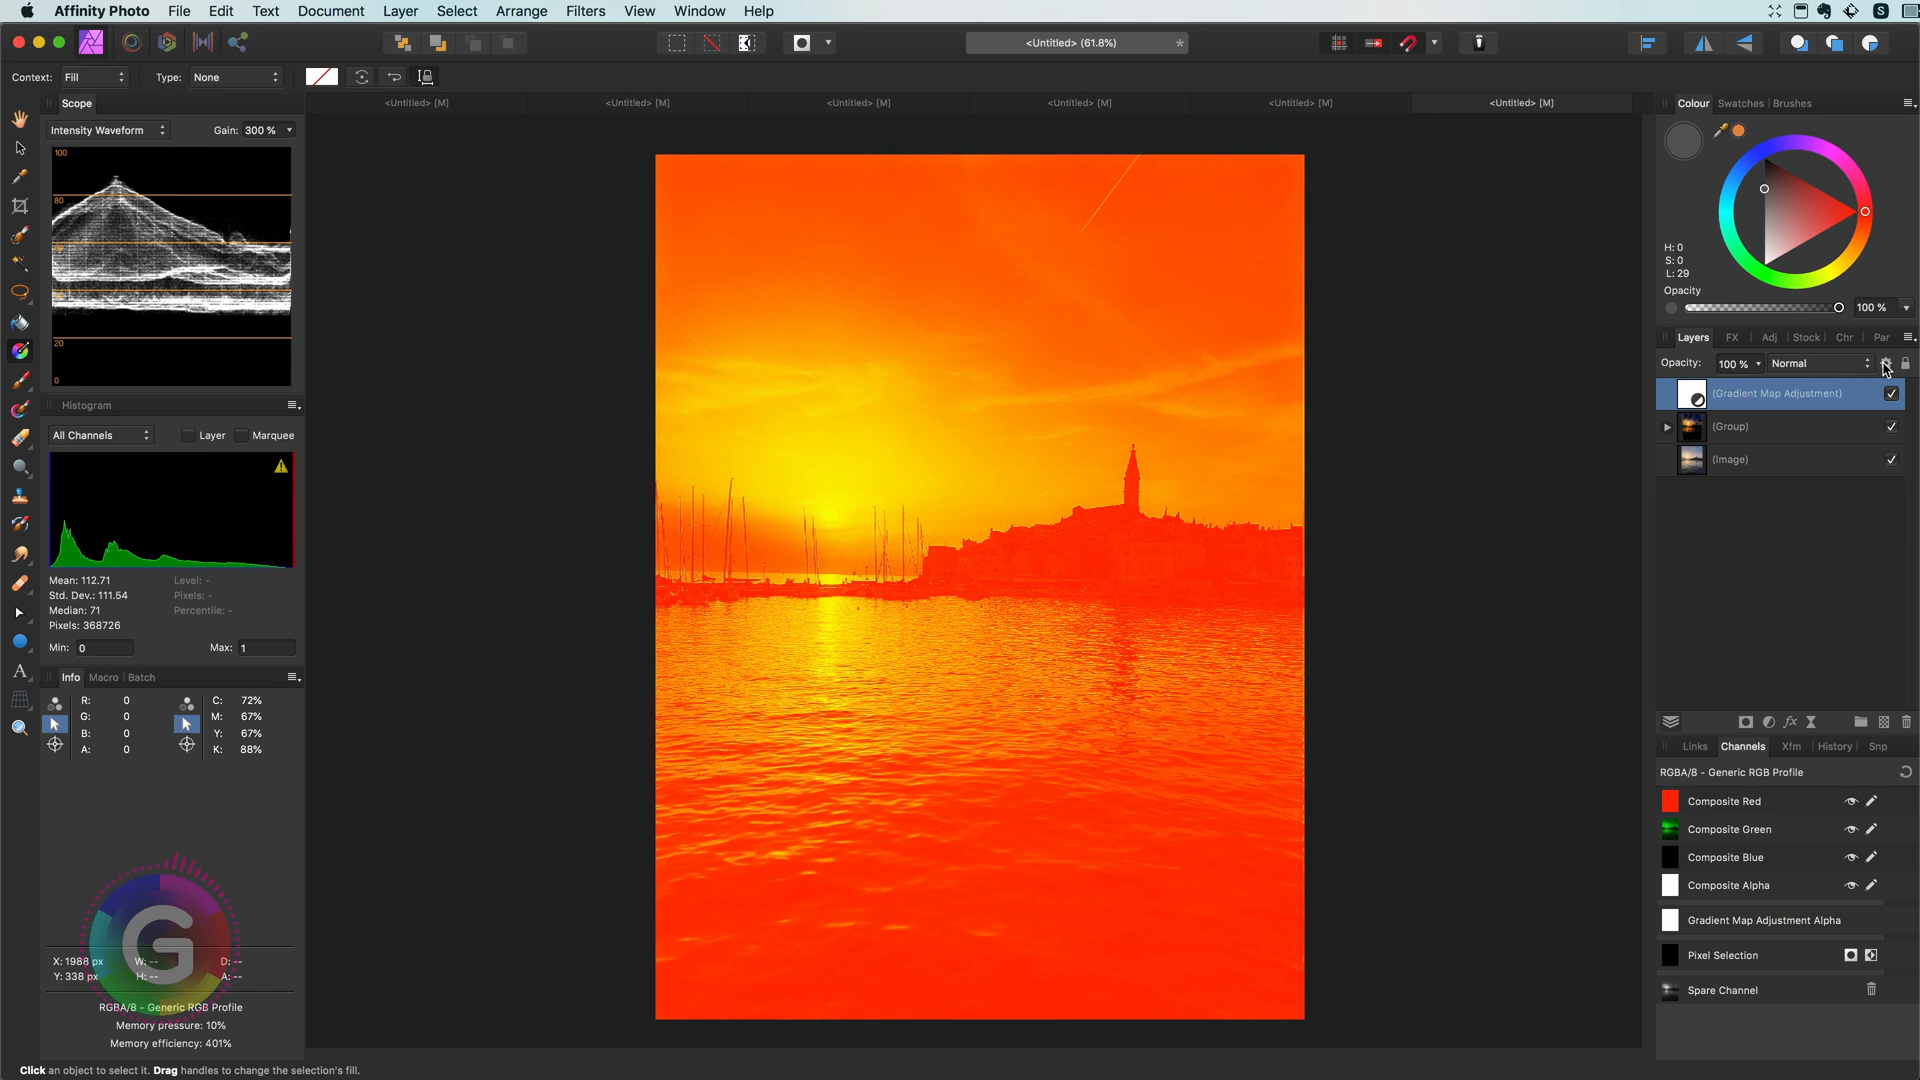 Affinity Photo File Edit Text Document Layer Select Arrange Filters View Window Help
<Untitled> (61.8%)
Context: Fill Type: None
Scope
<Untitled> [M] <Untitled> [M] <Untitled> [M] <Untitled> [M] <Untitled> [M] <Untitled> [M]
Colour Swatches Brushes
Intensity Waveform Gain: 300 %
100
80
20
0
H: 0
S: 0
L: 29
Opacity
100 %
Layers FX Adj Stock Chr Par
Opacity: 100 % Normal
(Gradient Map Adjustment)
(Group)
(Image)
Histogram
All Channels Layer Marquee
Mean: 112.71 Level: -
Std. Dev.: 111.54 Pixels: -
Median: 71 Percentile: -
Pixels: 368726
Min: 0 Max: 1
Info Macro Batch
R: 0 C: 72%
G: 0 M: 67%
B: 0 Y: 67%
A: 0 K: 88%
fx
Links Channels Xfm History Snp
RGBA/8 - Generic RGB Profile
Composite Red
Composite Green
Composite Blue
Composite Alpha
Gradient Map Adjustment Alpha
Pixel Selection
Spare Channel
G
X: 1988 px W: -- D: --
Y: 338 px H: -- A: --
RGBA/8 - Generic RGB Profile
Memory pressure: 10%
Memory efficiency: 401%
Click an object to select it. Drag handles to change the selection's fill.